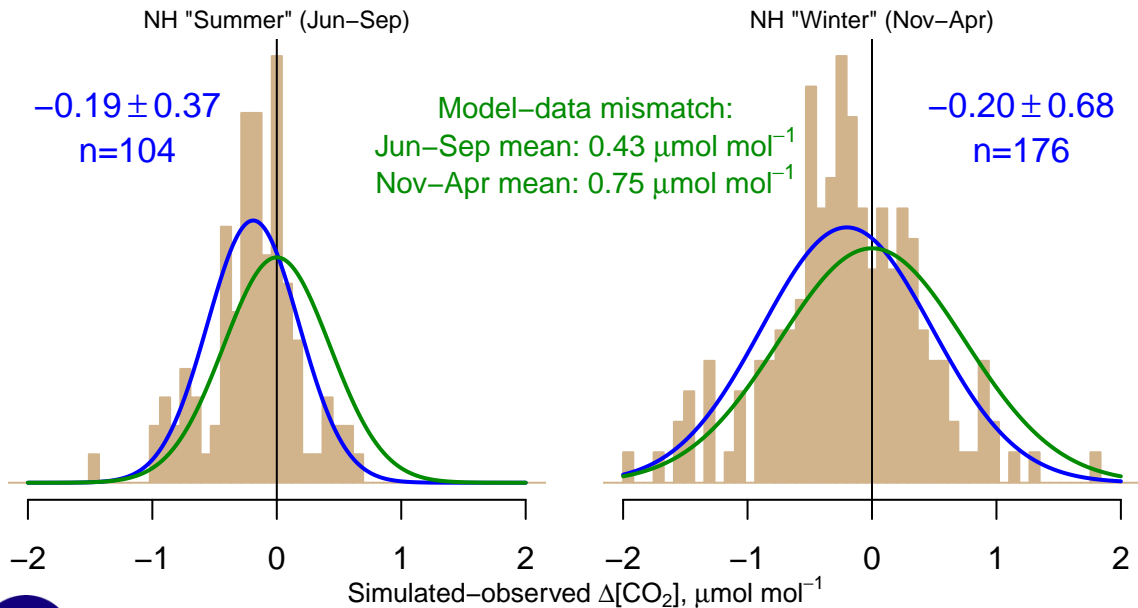 NH "Summer" (Jun−Sep)
−0.19 ± 0.37
n=104
Model−data mismatch:
Jun−Sep mean: 0.43 μmol mol⁻¹
Nov−Apr mean: 0.75 μmol mol⁻¹
NH "Winter" (Nov−Apr)
−0.20 ± 0.68
n=176
−2 −1 0 1 2
−2 −1 0 1 2
Simulated−observed Δ[CO₂], μmol mol⁻¹